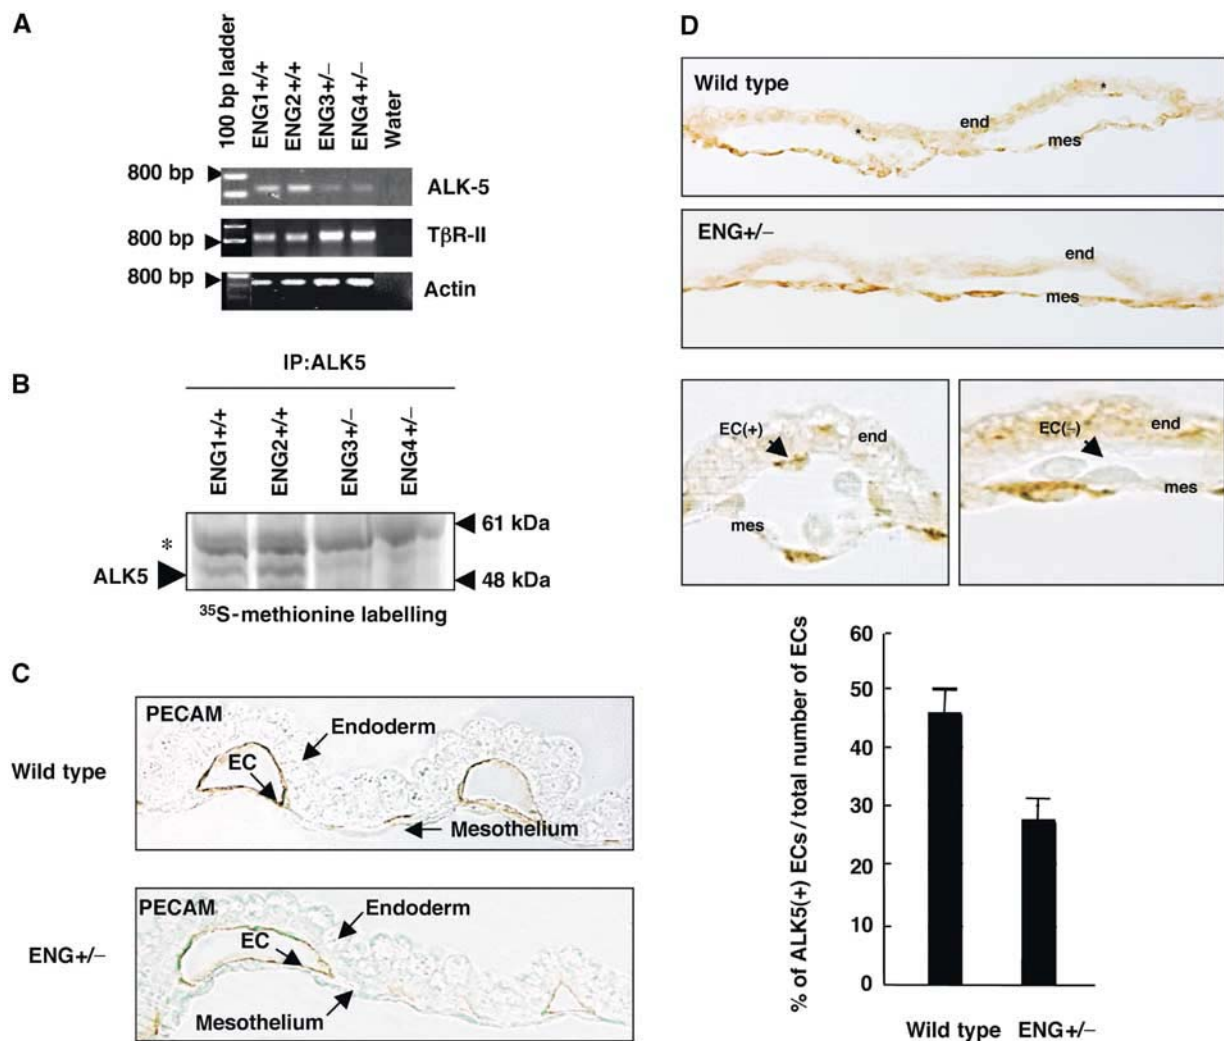 A
100 bp ladder
ENG1+/+
ENG2+/+
ENG3+/−
ENG4+/−
Water
800 bp
ALK-5
800 bp
TβR-II
800 bp
Actin
B
IP:ALK5
ENG1+/+
ENG2+/+
ENG3+/−
ENG4+/−
*
61 kDa
ALK5
48 kDa
35S-methionine labelling
C
Wild type
PECAM
Endoderm
EC
Mesothelium
ENG+/−
PECAM
Endoderm
EC
Mesothelium
D
Wild type
*
*
end
mes
ENG+/−
end
mes
EC(+)
end
mes
EC(−)
end
mes
% of ALK5(+) ECs/total number of ECs
60
50
40
30
20
10
0
Wild type
ENG+/−